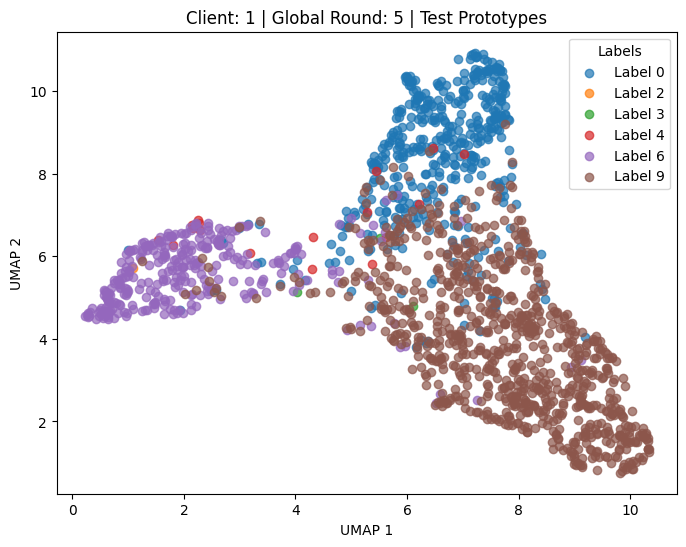 Client: 1 | Global Round: 5 | Test Prototypes
Labels
Label 0
Label 2
Label 3
Label 4
Label 6
Label 9
10
8
6
4
2
UMAP 2
0 2 4 6 8 10
UMAP 1